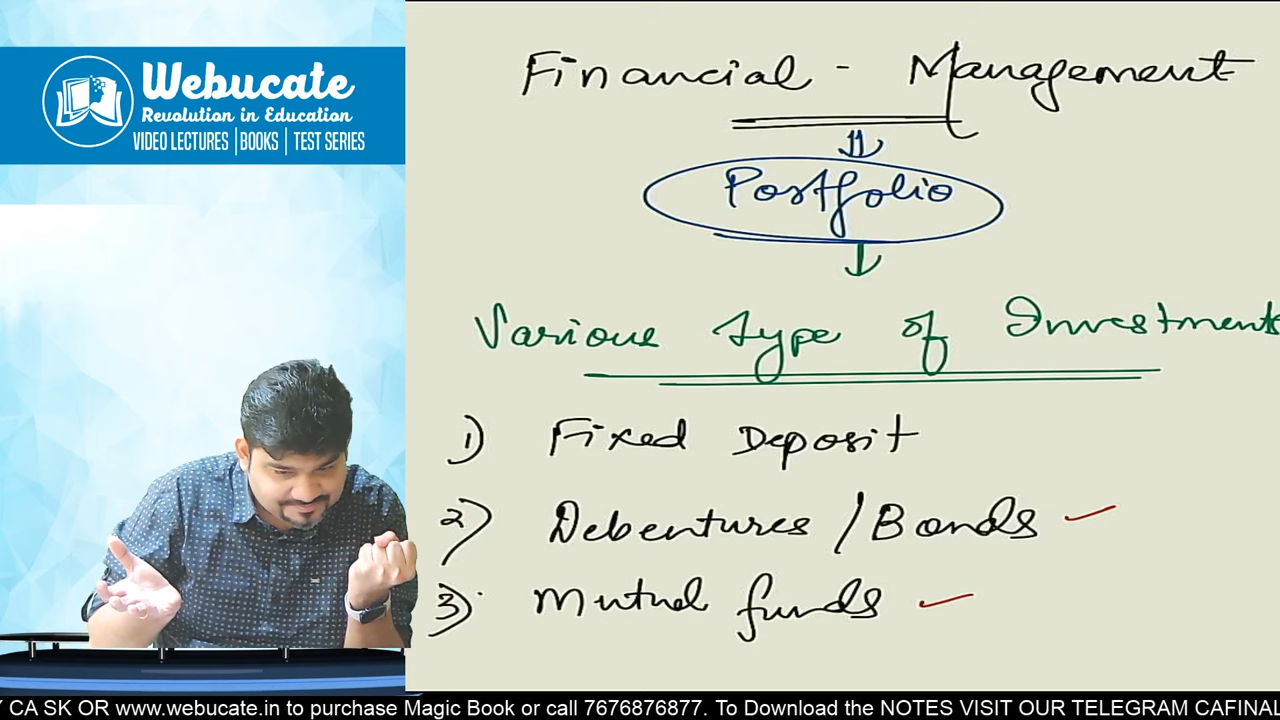 Webucate
Revolution in Education
VIDEO LECTURES | BOOKS | TEST SERIES
Financial - Management
Portfolio
Various type of Investments
1) Fixed Deposit
2) Debentures / Bonds
3) Mutual funds
Y CA SK OR www.webucate.in to purchase Magic Book or call 7676876877. To Download the NOTES VISIT OUR TELEGRAM CAFINAL